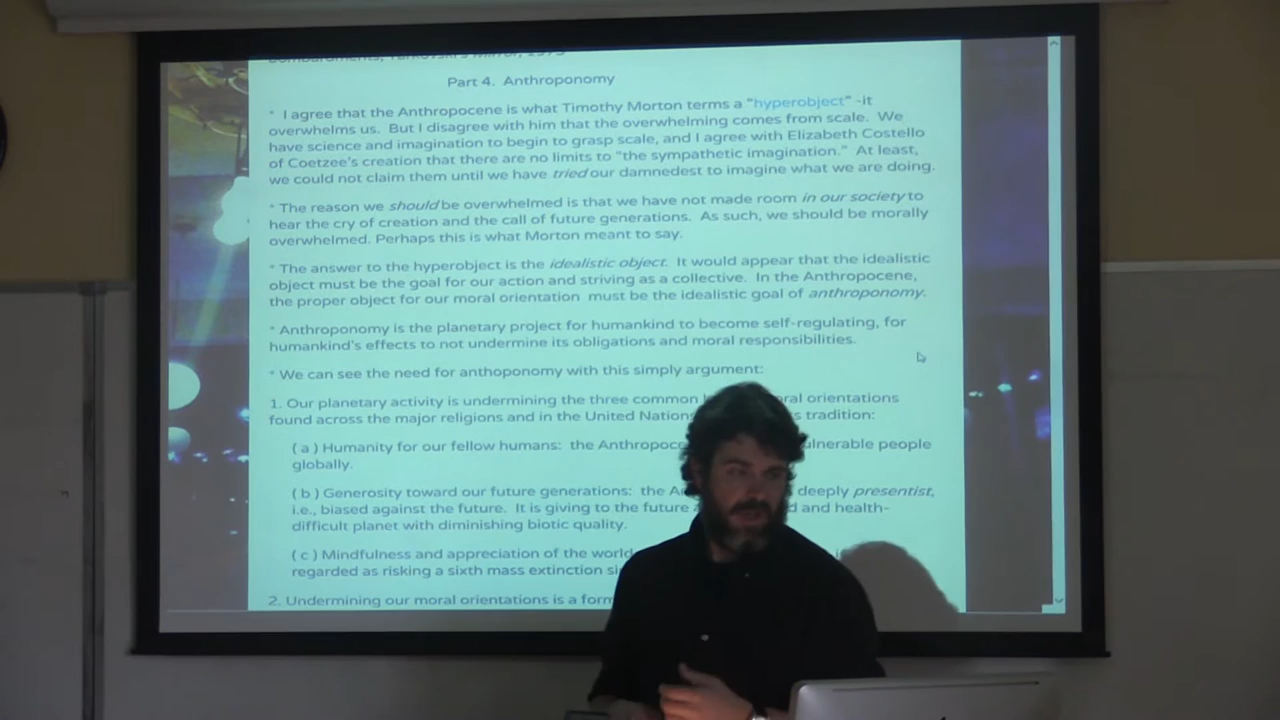 Part 4. Anthroponomy
* I agree that the Anthropocene is what Timothy Morton terms a "hyperobject" -it
overwhelms us. But I disagree with him that the overwhelming comes from scale. We
have science and imagination to begin to grasp scale, and I agree with Elizabeth Costello
of Coetzee's creation that there are no limits to "the sympathetic imagination." At least,
we could not claim them until we have tried our damnedest to imagine what we are doing.
* The reason we should be overwhelmed is that we have not made room in our society to
hear the cry of creation and the call of future generations. As such, we should be morally
overwhelmed. Perhaps this is what Morton meant to say.
* The answer to the hyperobject is the idealistic object. It would appear that the idealistic
object must be the goal for our action and striving as a collective. In the Anthropocene,
the proper object for our moral orientation must be the idealistic goal of anthroponomy.
* Anthroponomy is the planetary project for humankind to become self-regulating, for
humankind's effects to not undermine its obligations and moral responsibilities.
* We can see the need for anthoponomy with this simply argument:
1. Our planetary activity is undermining the three common orientations
found across the major religions and in the United Nations tradition:
( a ) Humanity for our fellow humans: the people
globally.
( b ) Generosity toward our future generations: the deeply presentist,
i.e., biased against the future. It is giving to the future and health-
difficult planet with diminishing biotic quality.
( c ) Mindfulness and appreciation of the world
regarded as risking a sixth mass extinction
2. Undermining our moral orientations is a